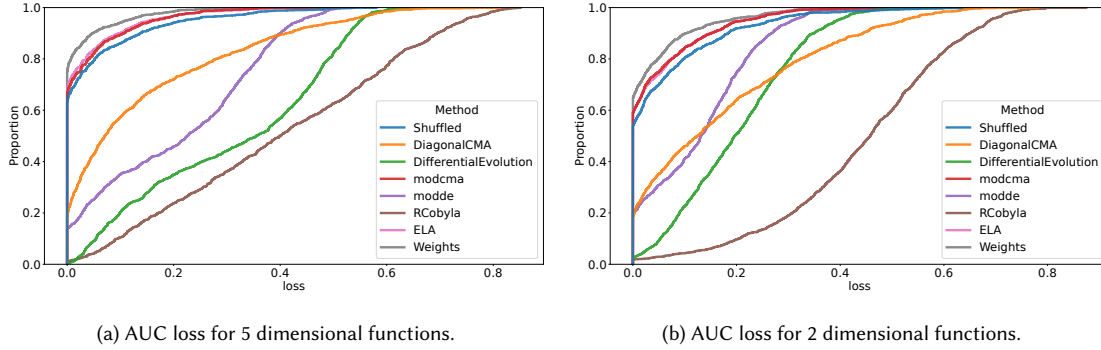 1.0
0.8
0.6
0.4
0.2
0.0
Proportion
0.0 0.2 0.4 0.6 0.8
loss
Method
Shuffled
DiagonalCMA
DifferentialEvolution
modcma
modde
RCobyla
ELA
Weights
(a) AUC loss for 5 dimensional functions.
1.0
0.8
0.6
0.4
0.2
0.0
Proportion
0.0 0.2 0.4 0.6 0.8
loss
Method
Shuffled
DiagonalCMA
DifferentialEvolution
modcma
modde
RCobyla
ELA
Weights
(b) AUC loss for 2 dimensional functions.